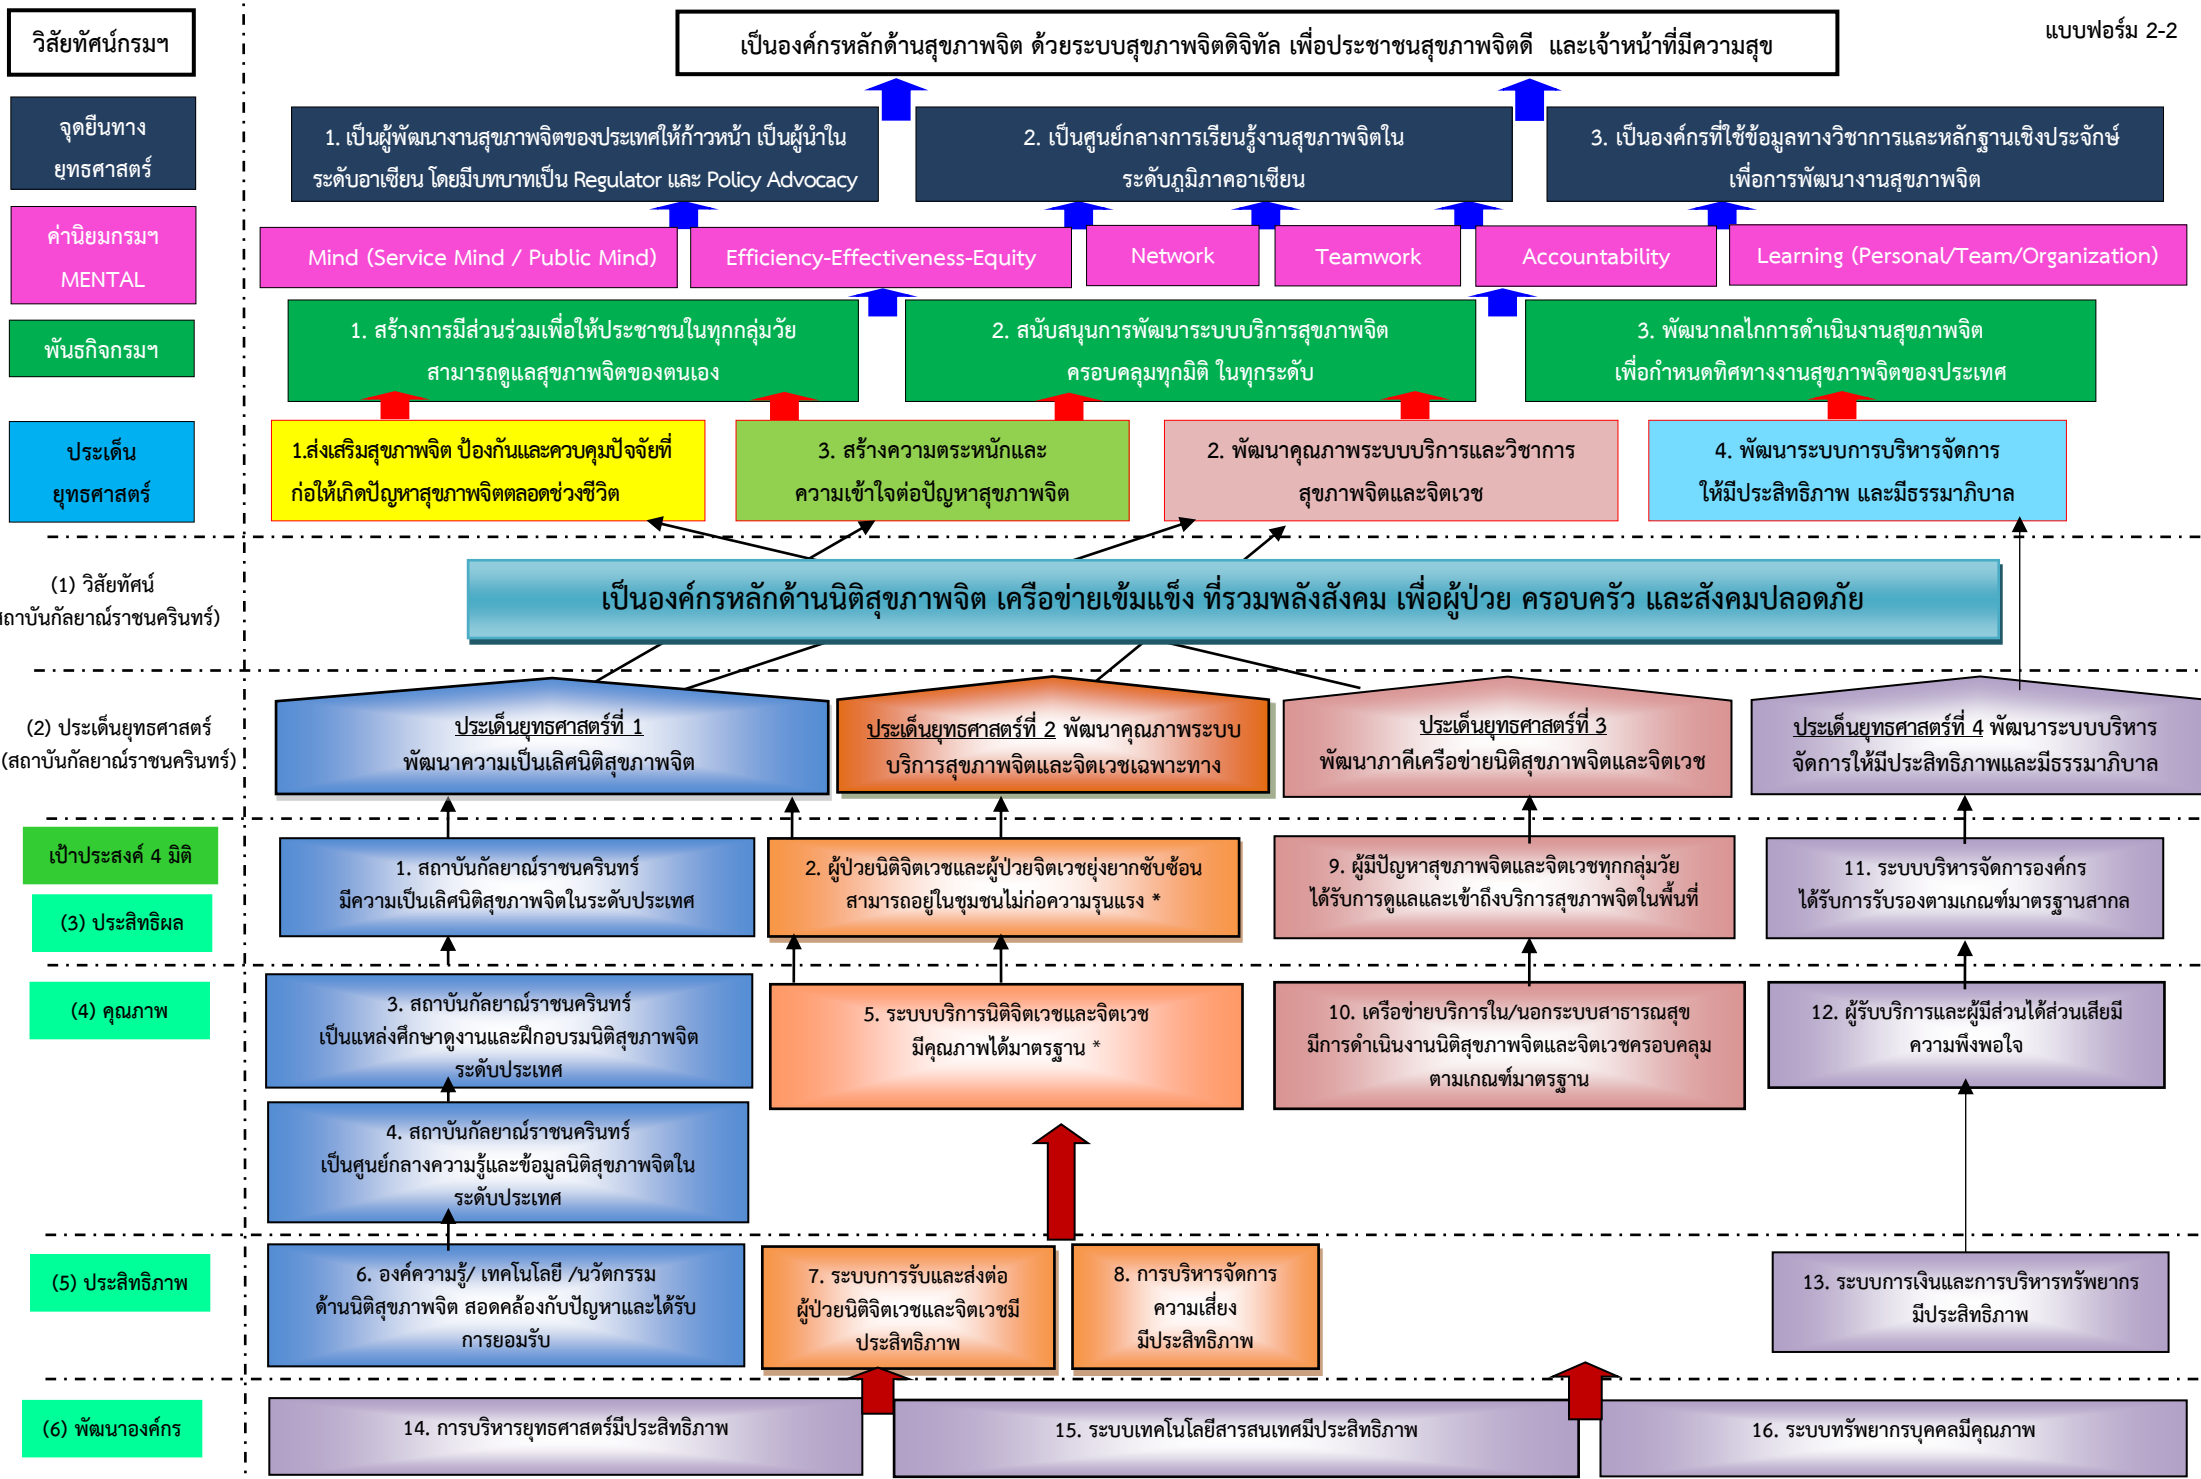 วิสัยทัศน์กรมฯ
เป็นองค์กรหลักด้านสุขภาพจิต ด้วยระบบสุขภาพจิตดิจิทัล เพื่อประชาชนสุขภาพจิตดี และเจ้าหน้าที่มีความสุข
แบบฟอร์ม 2-2
จุดยืนทาง
ยุทธศาสตร์
1. เป็นผู้พัฒนางานสุขภาพจิตของประเทศให้ก้าวหน้า เป็นผู้นำใน
ระดับอาเซียน โดยมีบทบาทเป็น Regulator และ Policy Advocacy
2. เป็นศูนย์กลางการเรียนรู้งานสุขภาพจิตใน
ระดับภูมิภาคอาเซียน
3. เป็นองค์กรที่ใช้ข้อมูลทางวิชาการและหลักฐานเชิงประจักษ์
เพื่อการพัฒนางานสุขภาพจิต
ค่านิยมกรมฯ
MENTAL
Mind (Service Mind / Public Mind)
Efficiency-Effectiveness-Equity
Network
Teamwork
Accountability
Learning (Personal/Team/Organization)
พันธกิจกรมฯ
1. สร้างการมีส่วนร่วมเพื่อให้ประชาชนในทุกกลุ่มวัย
สามารถดูแลสุขภาพจิตของตนเอง
2. สนับสนุนการพัฒนาระบบบริการสุขภาพจิต
ครอบคลุมทุกมิติ ในทุกระดับ
3. พัฒนากลไกการดำเนินงานสุขภาพจิต
เพื่อกำหนดทิศทางงานสุขภาพจิตของประเทศ
ประเด็น
ยุทธศาสตร์
1.ส่งเสริมสุขภาพจิต ป้องกันและควบคุมปัจจัยที่
ก่อให้เกิดปัญหาสุขภาพจิตตลอดช่วงชีวิต
3. สร้างความตระหนักและ
ความเข้าใจต่อปัญหาสุขภาพจิต
2. พัฒนาคุณภาพระบบบริการและวิชาการ
สุขภาพจิตและจิตเวช
4. พัฒนาระบบการบริหารจัดการ
ให้มีประสิทธิภาพ และมีธรรมาภิบาล
(1) วิสัยทัศน์
สถาบันกัลยาณ์ราชนครินทร์)
เป็นองค์กรหลักด้านนิติสุขภาพจิต เครือข่ายเข้มแข็ง ที่รวมพลังสังคม เพื่อผู้ป่วย ครอบครัว และสังคมปลอดภัย
(2) ประเด็นยุทธศาสตร์
(สถาบันกัลยาณ์ราชนครินทร์)
ประเด็นยุทธศาสตร์ที่ 1
พัฒนาความเป็นเลิศนิติสุขภาพจิต
ประเด็นยุทธศาสตร์ที่ 2 พัฒนาคุณภาพระบบ
บริการสุขภาพจิตและจิตเวชเฉพาะทาง
ประเด็นยุทธศาสตร์ที่ 3
พัฒนาภาคีเครือข่ายนิติสุขภาพจิตและจิตเวช
ประเด็นยุทธศาสตร์ที่ 4 พัฒนาระบบบริหาร
จัดการให้มีประสิทธิภาพและมีธรรมาภิบาล
เป้าประสงค์ 4 มิติ
(3) ประสิทธิผล
1. สถาบันกัลยาณ์ราชนครินทร์
มีความเป็นเลิศนิติสุขภาพจิตในระดับประเทศ
2. ผู้ป่วยนิติจิตเวชและผู้ป่วยจิตเวชยุ่งยากซับซ้อน
สามารถอยู่ในชุมชนไม่ก่อความรุนแรง *
9. ผู้มีปัญหาสุขภาพจิตและจิตเวชทุกกลุ่มวัย
ได้รับการดูแลและเข้าถึงบริการสุขภาพจิตในพื้นที่
11. ระบบบริหารจัดการองค์กร
ได้รับการรับรองตามเกณฑ์มาตรฐานสากล
(4) คุณภาพ
3. สถาบันกัลยาณ์ราชนครินทร์
เป็นแหล่งศึกษาดูงานและฝึกอบรมนิติสุขภาพจิต
ระดับประเทศ
5. ระบบบริการนิติจิตเวชและจิตเวช
มีคุณภาพได้มาตรฐาน *
10. เครือข่ายบริการใน/นอกระบบสาธารณสุข
มีการดำเนินงานนิติสุขภาพจิตและจิตเวชครอบคลุม
ตามเกณฑ์มาตรฐาน
12. ผู้รับบริการและผู้มีส่วนได้ส่วนเสียมี
ความพึงพอใจ
4. สถาบันกัลยาณ์ราชนครินทร์
เป็นศูนย์กลางความรู้และข้อมูลนิติสุขภาพจิตใน
ระดับประเทศ
(5) ประสิทธิภาพ
6. องค์ความรู้/ เทคโนโลยี /นวัตกรรม
ด้านนิติสุขภาพจิต สอดคล้องกับปัญหาและได้รับ
การยอมรับ
7. ระบบการรับและส่งต่อ
ผู้ป่วยนิติจิตเวชและจิตเวชมี
ประสิทธิภาพ
8. การบริหารจัดการ
ความเสี่ยง
มีประสิทธิภาพ
13. ระบบการเงินและการบริหารทรัพยากร
มีประสิทธิภาพ
(6) พัฒนาองค์กร
14. การบริหารยุทธศาสตร์มีประสิทธิภาพ
15. ระบบเทคโนโลยีสารสนเทศมีประสิทธิภาพ
16. ระบบทรัพยากรบุคคลมีคุณภาพ